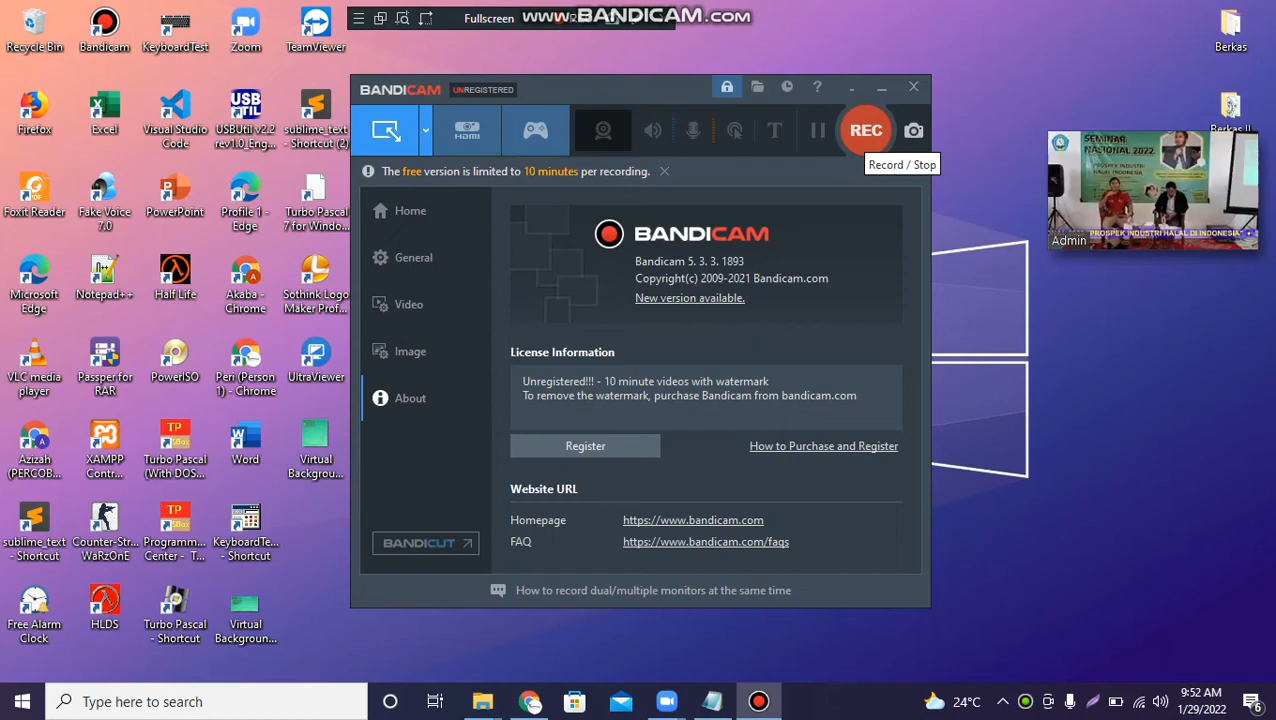 Fullscreen
www.BANDICAM.com
Recycle Bin
Bandicam
KeyboardTest
Zoom
TeamViewer
Berkas
Firefox
Excel
Visual Studio
Code
USBUtil v2.2
rev1.0_Eng...
sublime_text
- Shortcut (2)
Berkas II
Foxit Reader
Fake Voice
7.0
PowerPoint
Profile 1 -
Edge
Turbo Pascal
7 for Windo...
Microsoft
Edge
Notepad++
Half Life
Akaba -
Chrome
Sothink Logo
Maker Prof...
VLC media
player
Passper for
RAR
PowerISO
Peri (Person
1) - Chrome
UltraViewer
Azizah
(PERCOB...
XAMPP
Contr...
Turbo Pascal
(With DOS...
Word
Virtual
Backgrou...
sublime_text
- Shortcut
Counter-Str...
WaRzOnE
Programm...
Center - T...
KeyboardTe...
- Shortcut
Free Alarm
Clock
HLDS
Turbo Pascal
- Shortcut
Virtual
Backgrou...
BANDICAM UNREGISTERED
HDMI
REC
Record / Stop
The free version is limited to 10 minutes per recording.
Home
General
Video
Image
About
BANDICUT
BANDICAM
Bandicam 5. 3. 3. 1893
Copyright(c) 2009-2021 Bandicam.com
New version available.
License Information
Unregistered!!! - 10 minute videos with watermark
To remove the watermark, purchase Bandicam from bandicam.com
Register
How to Purchase and Register
Website URL
Homepage https://www.bandicam.com
FAQ https://www.bandicam.com/faqs
How to record dual/multiple monitors at the same time
SEMINAR
NASIONAL 2022
PROSPEK INDUSTRI
HALAL INDONESIA
"PROSPEK INDUSTRI HALAL DI INDONESIA"
Admin
Type here to search
24°C
9:52 AM
1/29/2022
6